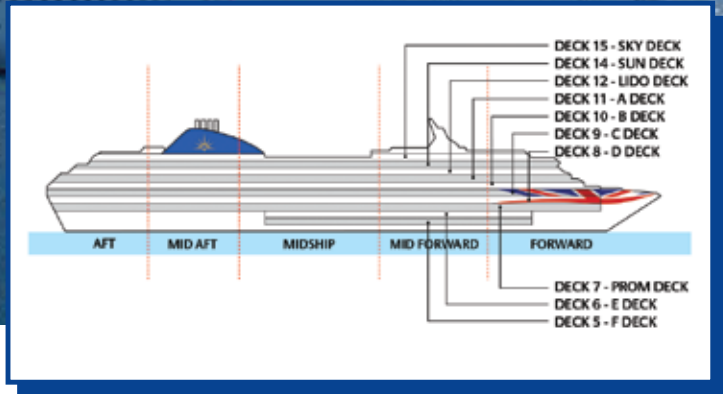 DECK 15 - SKY DECK
DECK 14 - SUN DECK
DECK 12 - LIDO DECK
DECK 11 - A DECK
DECK 10 - B DECK
DECK 9 - C DECK
DECK 8 - D DECK
AFT
MID AFT
MIDSHIP
MID FORWARD
FORWARD
DECK 7 - PROM DECK
DECK 6 - E DECK
DECK 5 - F DECK